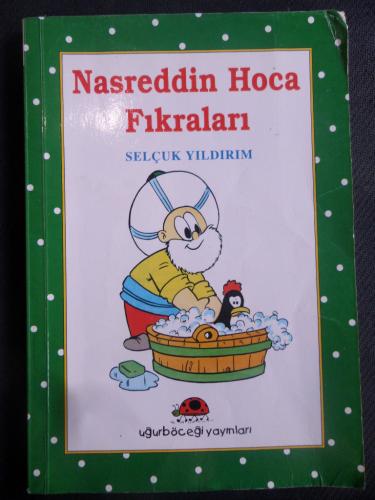 Nasreddin Hoca
Fıkraları
SELÇUK YILDIRIM
uğurböceği yayınları